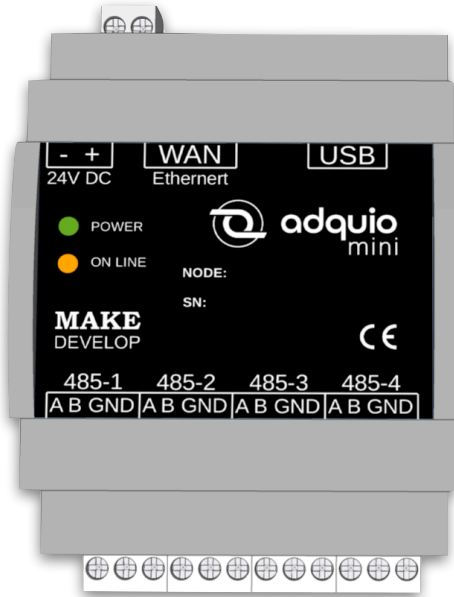 - + WAN USB
24V DC Ethernert
POWER
adquio
mini
ON LINE
NODE:
SN:
MAKE
DEVELOP
CE
485-1 485-2 485-3 485-4
A B GND A B GND A B GND A B GND